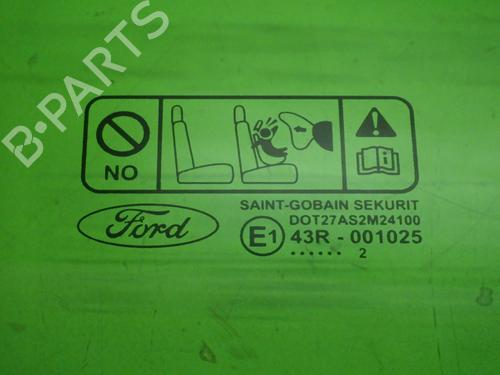 B-PARTS
NO
Ford
SAINT-GOBAIN SEKURIT
DOT27AS2M24100
E1 43R - 001025
...... 2